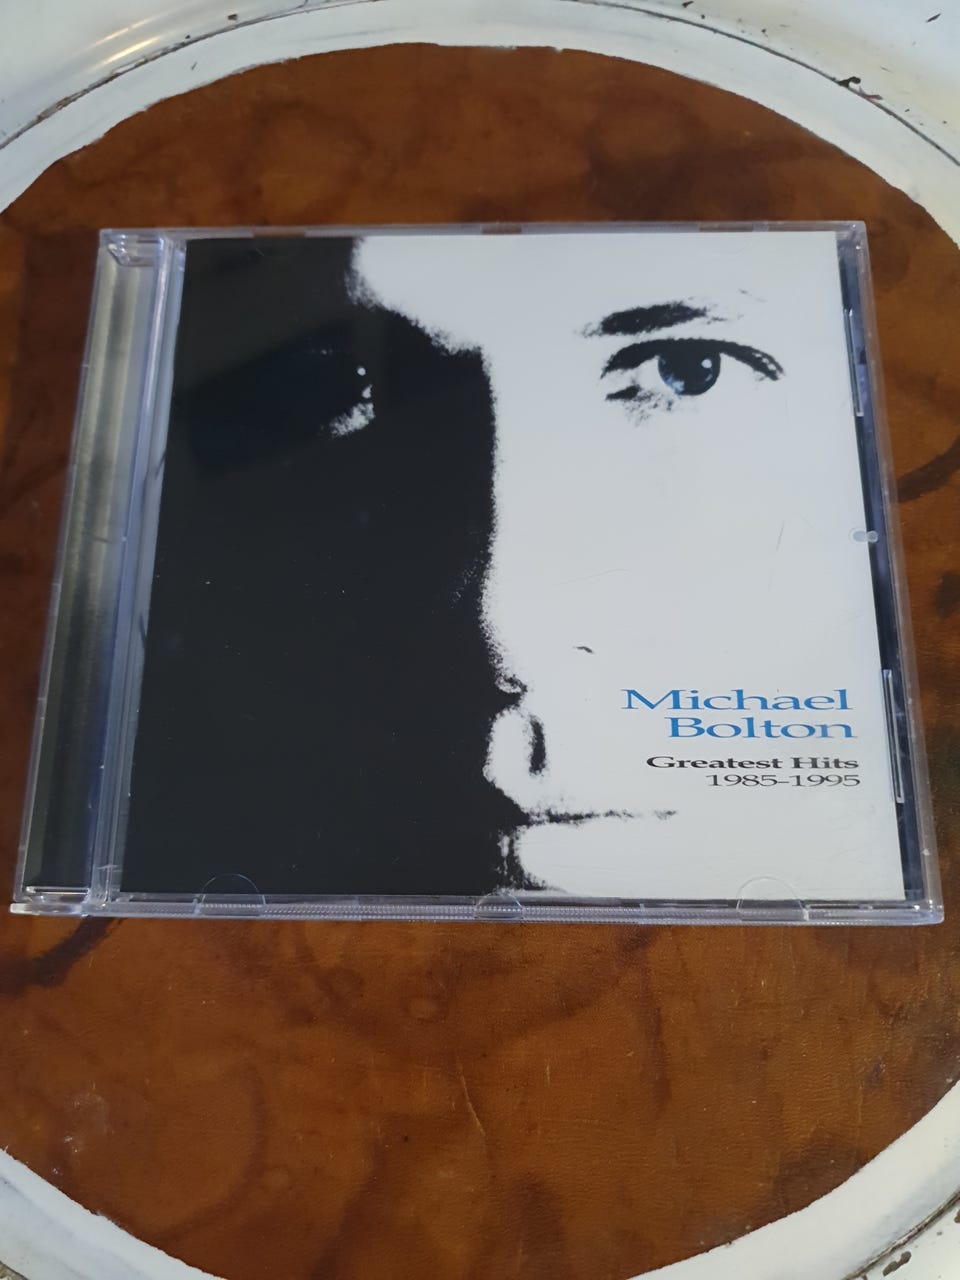 Michael
Bolton
Greatest Hits
1985–1995